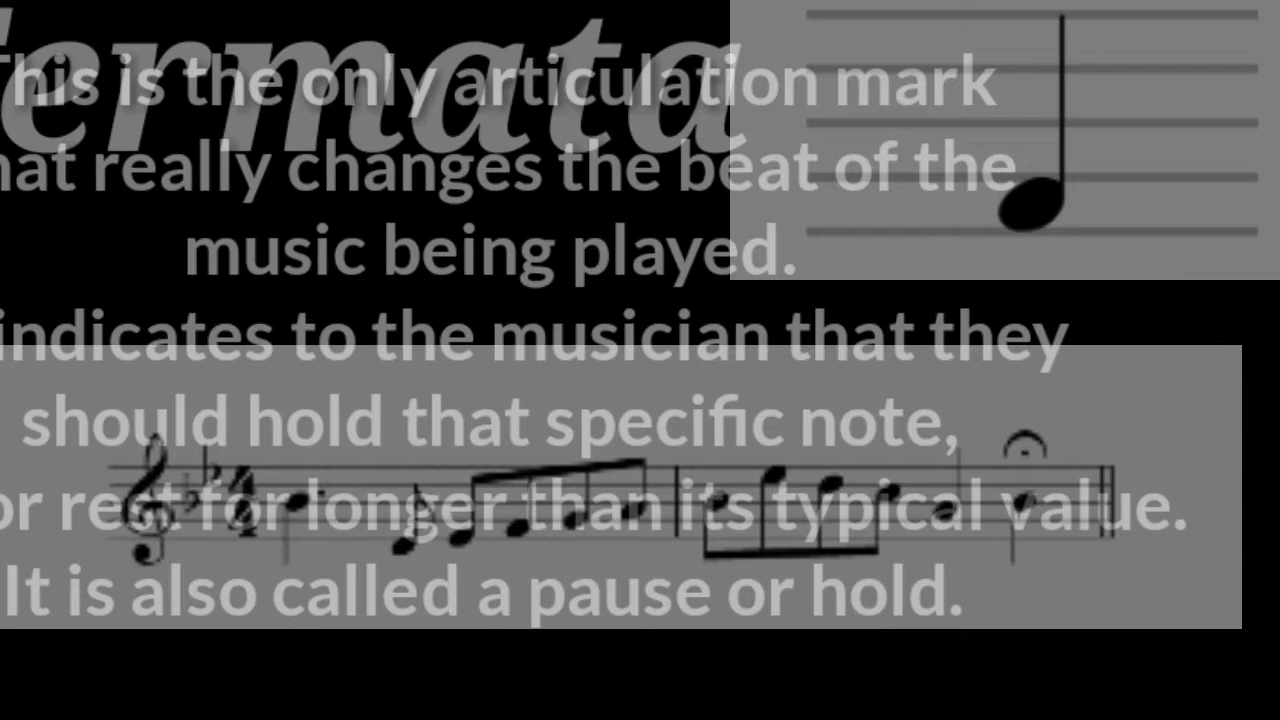 fermata
This is the only articulation mark
hat really changes the beat of the
music being played.
indicates to the musician that they
should hold that specific note,
or rest for longer than its typical value.
It is also called a pause or hold.